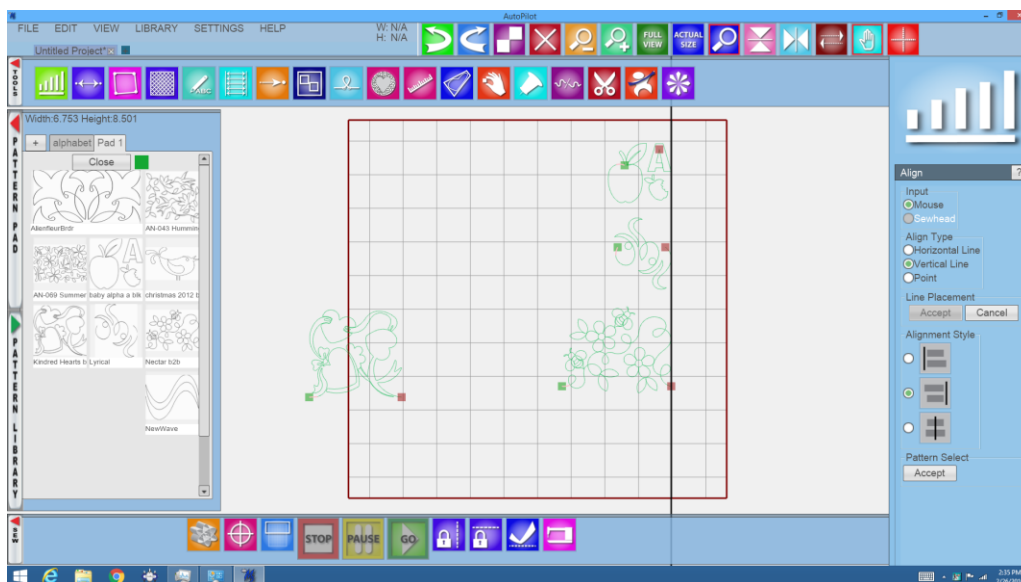 AutoPilot
FILE EDIT VIEW LIBRARY SETTINGS HELP
W: N/A
H: N/A
FULL VIEW
ACTUAL SIZE
Untitled Project*
TOOLS
ABC
Width:6.753 Height:8.501
+ alphabet Pad 1
Close
AllenfleurBrdr
AN-043 Hummin
AN-069 Summer
baby alpha a blk
christmas 2012 b
Kindred Hearts b
Lyrical
Nectar b2b
NewWave
PATTERN PAD
PATTERN LIBRARY
Align
?
Input
Mouse
Sewhead
Align Type
Horizontal Line
Vertical Line
Point
Line Placement
Accept Cancel
Alignment Style
Pattern Select
Accept
SEW
STOP
PAUSE
GO
2:35 PM